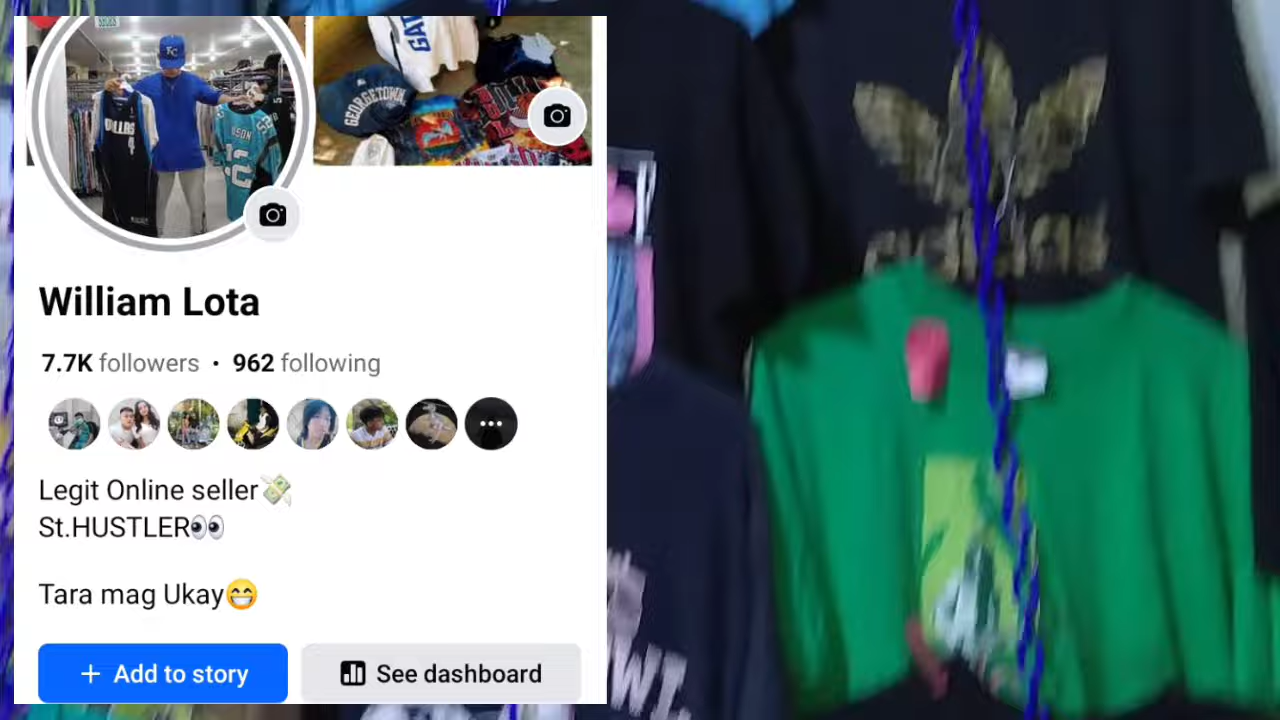 GEORGETOWN
William Lota
7.7K followers • 962 following
Legit Online seller💸
St.HUSTLER👀
Tara mag Ukay😁
+ Add to story
See dashboard